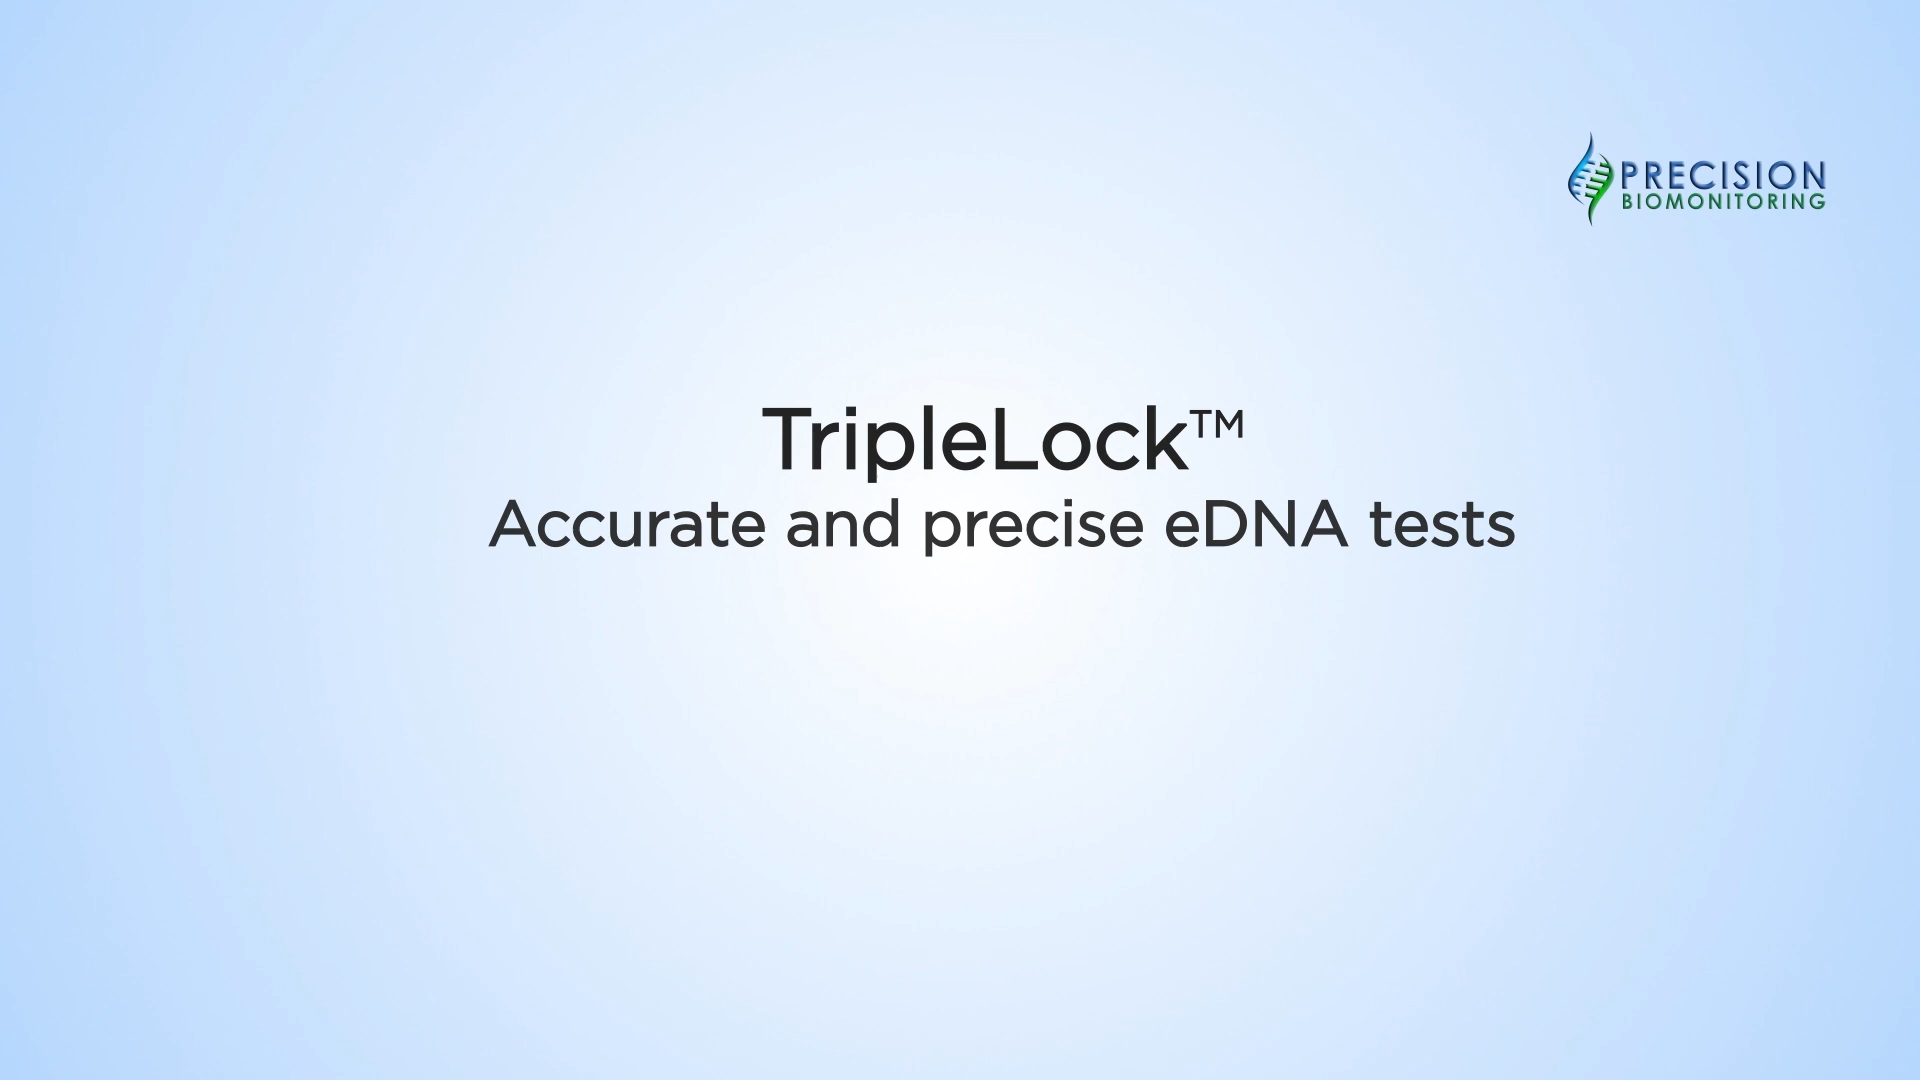 PRECISION
BIOMONITORING
TripleLock™
Accurate and precise eDNA tests